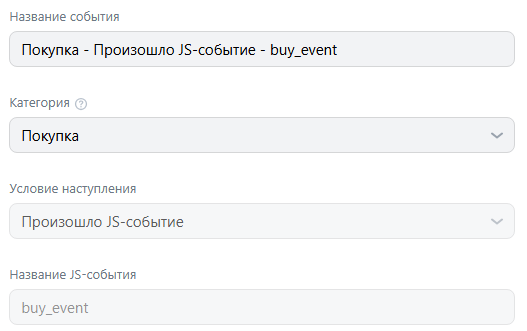 Название события
Покупка - Произошло JS-событие - buy_event
Категория
Покупка
Условие наступления
Произошло JS-событие
Название JS-события
buy_event